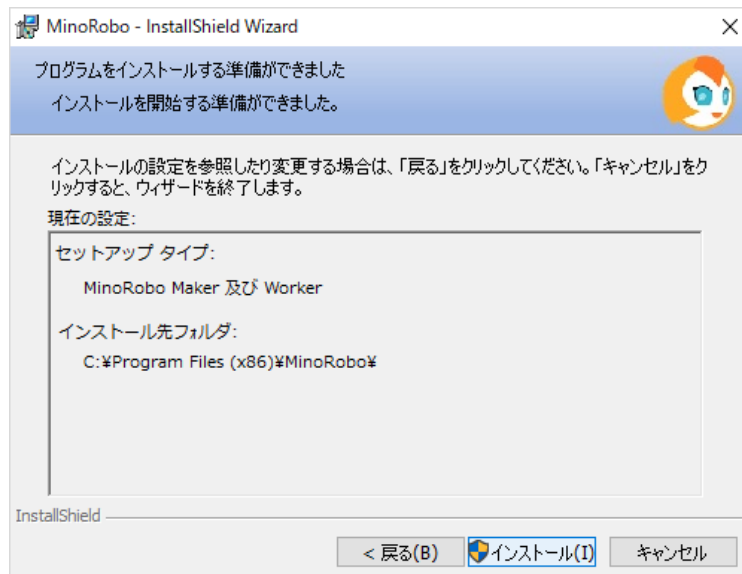 MinoRobo - InstallShield Wizard
プログラムをインストールする準備ができました
インストールを開始する準備ができました。
インストールの設定を参照したり変更する場合は、「戻る」をクリックしてください。「キャンセル」をク
リックすると、ウィザードを終了します。
現在の設定:
セットアップ タイプ:
MinoRobo Maker 及び Worker
インストール先フォルダ:
C:¥Program Files (x86)¥MinoRobo¥
InstallShield
< 戻る(B) インストール(I) キャンセル